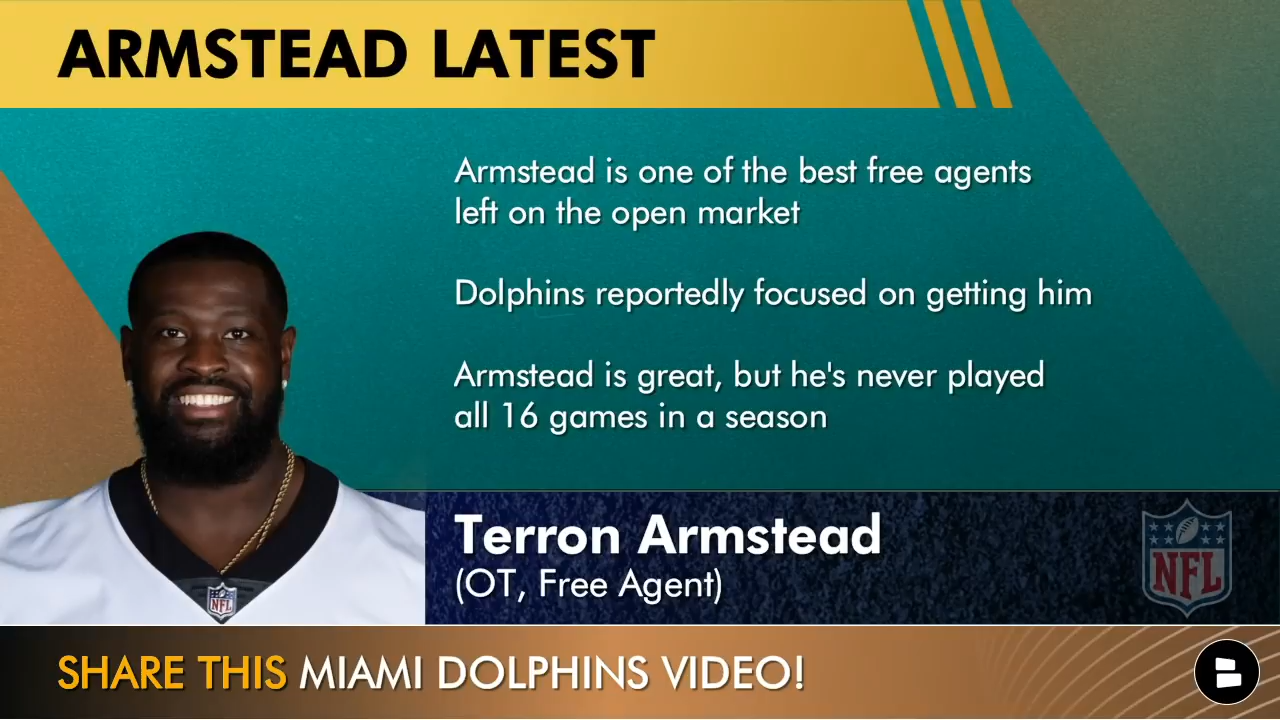 ARMSTEAD LATEST
Armstead is one of the best free agents
left on the open market
Dolphins reportedly focused on getting him
Armstead is great, but he's never played
all 16 games in a season
Terron Armstead
(OT, Free Agent)
NFL
NFL
SHARE THIS MIAMI DOLPHINS VIDEO!